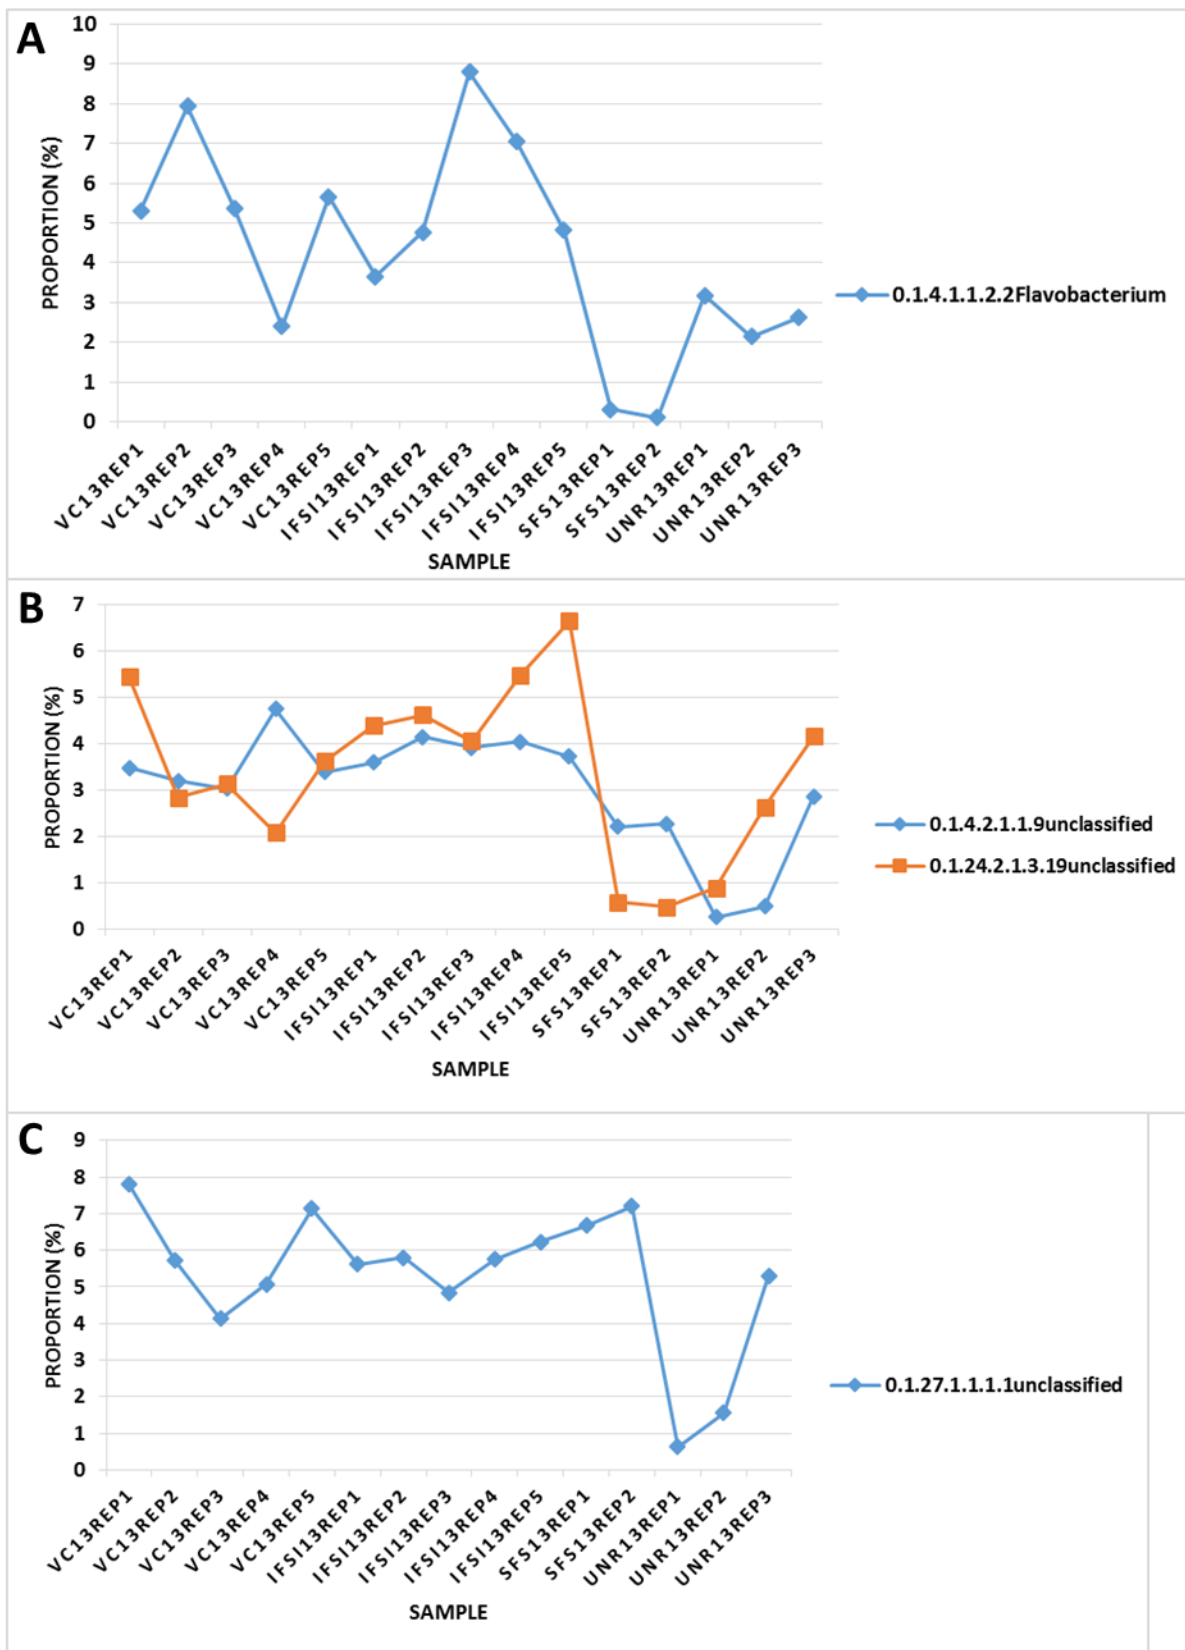 A
10
9
8
7
6
5
4
3
2
1
0
PROPORTION (%)
VC13REP1
VC13REP2
VC13REP3
VC13REP4
VC13REP5
IFSI13REP1
IFSI13REP2
IFSI13REP3
IFSI13REP4
IFSI13REP5
SFS13REP1
SFS13REP2
UNR13REP1
UNR13REP2
UNR13REP3
SAMPLE
0.1.4.1.1.2.2Flavobacterium
B
7
6
5
4
3
2
1
0
PROPORTION (%)
VC13REP1
VC13REP2
VC13REP3
VC13REP4
VC13REP5
IFSI13REP1
IFSI13REP2
IFSI13REP3
IFSI13REP4
IFSI13REP5
SFS13REP1
SFS13REP2
UNR13REP1
UNR13REP2
UNR13REP3
SAMPLE
0.1.4.2.1.1.9unclassified
0.1.24.2.1.3.19unclassified
C
9
8
7
6
5
4
3
2
1
0
PROPORTION (%)
VC13REP1
VC13REP2
VC13REP3
VC13REP4
VC13REP5
IFSI13REP1
IFSI13REP2
IFSI13REP3
IFSI13REP4
IFSI13REP5
SFS13REP1
SFS13REP2
UNR13REP1
UNR13REP2
UNR13REP3
SAMPLE
0.1.27.1.1.1.1unclassified